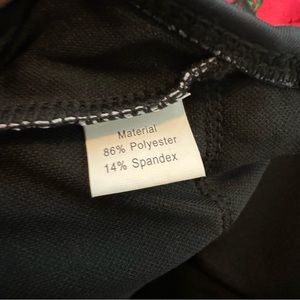 Material
86% Polyester
14% Spandex